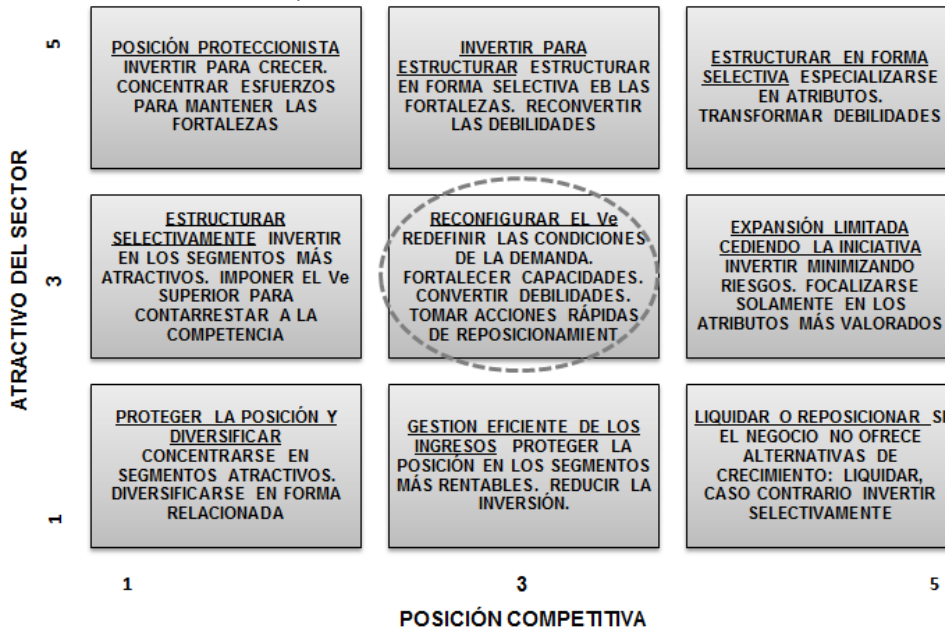 5
POSICIÓN PROTECCIONISTA
INVERTIR PARA CRECER.
CONCENTRAR ESFUERZOS
PARA MANTENER LAS
FORTALEZAS
INVERTIR PARA
ESTRUCTURAR ESTRUCTURAR
EN FORMA SELECTIVA EB LAS
FORTALEZAS. RECONVERTIR
LAS DEBILIDADES
ESTRUCTURAR EN FORMA
SELECTIVA ESPECIALIZARSE
EN ATRIBUTOS.
TRANSFORMAR DEBILIDADES
ATRACTIVO DEL SECTOR
3
ESTRUCTURAR
SELECTIVAMENTE INVERTIR
EN LOS SEGMENTOS MÁS
ATRACTIVOS. IMPONER EL Ve
SUPERIOR PARA
CONTARRESTAR A LA
COMPETENCIA
RECONFIGURAR EL Ve
REDEFINIR LAS CONDICIONES
DE LA DEMANDA.
FORTALECER CAPACIDADES.
CONVERTIR DEBILIDADES.
TOMAR ACCIONES RÁPIDAS
DE REPOSICIONAMIENT
EXPANSIÓN LIMITADA
CEDIENDO LA INICIATIVA
INVERTIR MINIMIZANDO
RIESGOS. FOCALIZARSE
SOLAMENTE EN LOS
ATRIBUTOS MÁS VALORADOS
1
PROTEGER LA POSICIÓN Y
DIVERSIFICAR
CONCENTRARSE EN
SEGMENTOS ATRACTIVOS.
DIVERSIFICARSE EN FORMA
RELACIONADA
GESTION EFICIENTE DE LOS
INGRESOS PROTEGER LA
POSICIÓN EN LOS SEGMENTOS
MÁS RENTABLES. REDUCIR LA
INVERSIÓN.
LIQUIDAR O REPOSICIONAR SI
EL NEGOCIO NO OFRECE
ALTERNATIVAS DE
CRECIMIENTO: LIQUIDAR,
CASO CONTRARIO INVERTIR
SELECTIVAMENTE
1
3
5
POSICIÓN COMPETITIVA